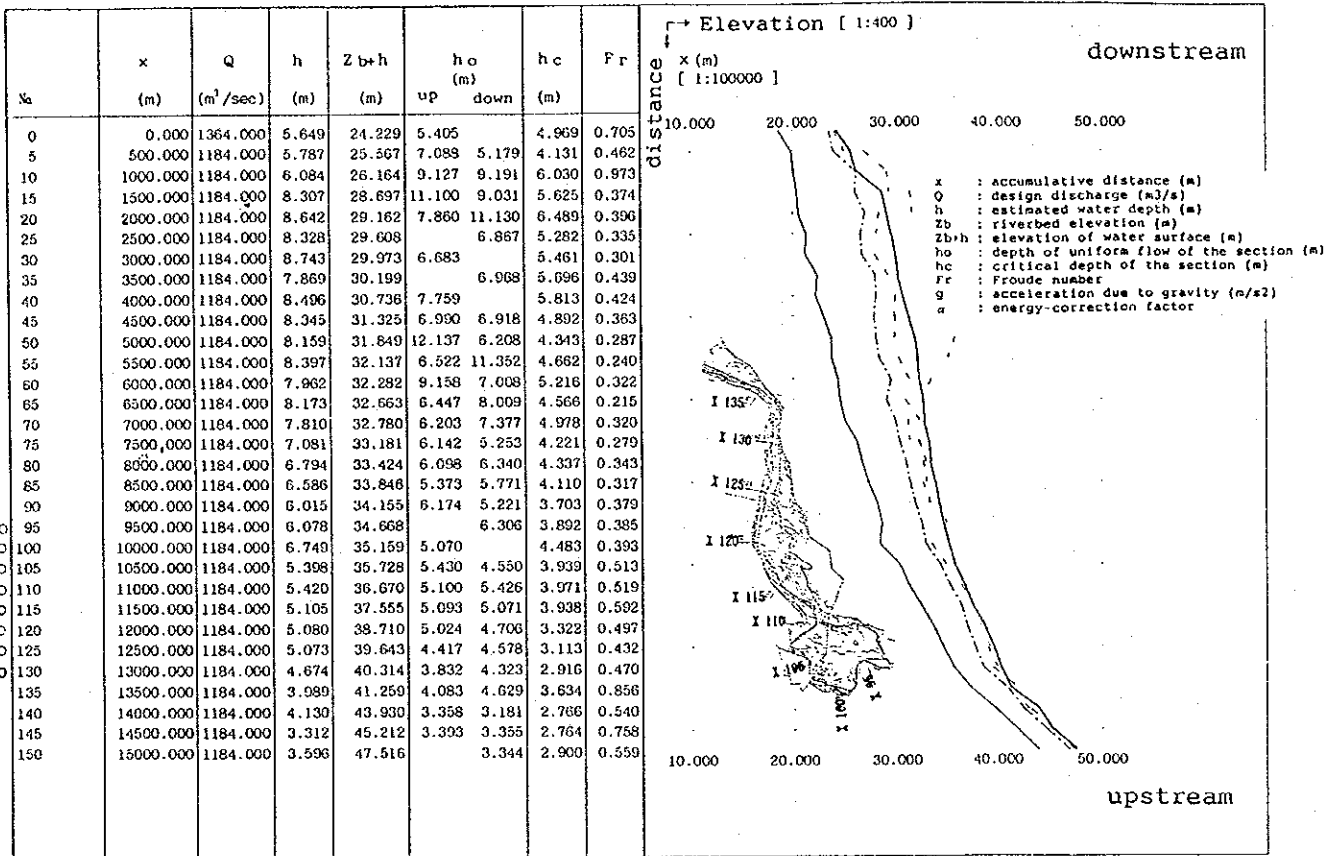 No x Q h Z b+h h o h c F r
(m)
(m) (m³/sec) (m) (m) up down (m)
0 0.000 1364.000 5.649 24.229 5.405 4.969 0.705
5 500.000 1184.000 5.787 25.567 7.088 5.179 4.131 0.462
10 1000.000 1184.000 6.084 26.164 9.127 9.191 6.030 0.973
15 1500.000 1184.000 8.307 28.697 11.100 9.031 5.625 0.374
20 2000.000 1184.000 8.642 29.162 7.860 11.130 6.489 0.396
25 2500.000 1184.000 8.328 29.608 6.867 5.282 0.335
30 3000.000 1184.000 8.743 29.973 6.683 5.461 0.301
35 3500.000 1184.000 7.869 30.199 6.968 5.696 0.439
40 4000.000 1184.000 8.496 30.736 7.759 5.813 0.424
45 4500.000 1184.000 8.345 31.325 6.990 6.918 4.892 0.363
50 5000.000 1184.000 8.159 31.849 12.137 6.208 4.343 0.287
55 5500.000 1184.000 8.397 32.137 6.522 11.352 4.662 0.240
60 6000.000 1184.000 7.962 32.282 9.158 7.008 5.216 0.322
65 6500.000 1184.000 8.173 32.663 6.447 8.009 4.566 0.215
70 7000.000 1184.000 7.810 32.780 6.203 7.377 4.978 0.320
75 7500,000 1184.000 7.081 33.181 6.142 5.253 4.221 0.279
80 8000.000 1184.000 6.794 33.424 6.098 6.340 4.337 0.343
85 8500.000 1184.000 6.586 33.846 5.373 5.771 4.110 0.317
90 9000.000 1184.000 6.015 34.155 6.174 5.221 3.703 0.379
95 9500.000 1184.000 6.078 34.668 6.306 3.892 0.385
100 10000.000 1184.000 6.749 35.159 5.070 4.483 0.393
105 10500.000 1184.000 5.398 35.728 5.430 4.550 3.939 0.513
110 11000.000 1184.000 5.420 36.670 5.100 5.426 3.971 0.519
115 11500.000 1184.000 5.105 37.555 5.093 5.071 3.938 0.592
120 12000.000 1184.000 5.080 38.710 5.024 4.706 3.322 0.497
125 12500.000 1184.000 5.073 39.643 4.417 4.578 3.113 0.432
130 13000.000 1184.000 4.674 40.314 3.832 4.323 2.916 0.470
135 13500.000 1184.000 3.989 41.259 4.083 4.629 3.634 0.856
140 14000.000 1184.000 4.130 43.930 3.358 3.181 2.766 0.540
145 14500.000 1184.000 3.312 45.212 3.393 3.355 2.764 0.758
150 15000.000 1184.000 3.596 47.516 3.344 2.900 0.559
Elevation [ 1:400 ]
downstream
distance
x (m)
[ 1:100000 ]
10.000 20.000 30.000 40.000 50.000
x : accumulative distance (m)
Q : design discharge (m3/s)
h : estimated water depth (m)
Zb : riverbed elevation (m)
Zb+h : elevation of water surface (m)
ho : depth of uniform flow of the section (m)
hc : critical depth of the section (m)
Fr : Froude number
g : acceleration due to gravity (m/s2)
α : energy-correction factor
X 135
X 130
X 125
X 120
X 115
X 110
X 100
10.000 20.000 30.000 40.000 50.000
upstream